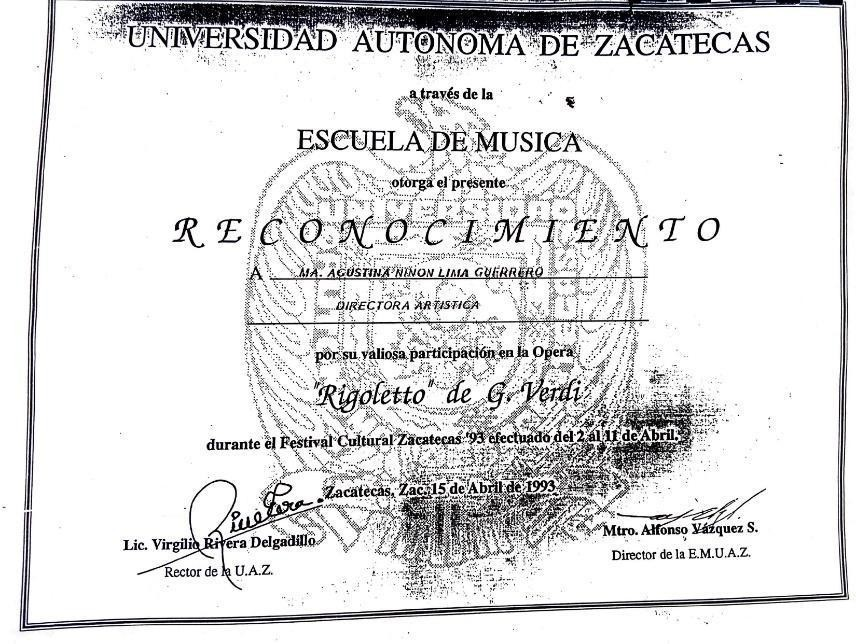 UNIVERSIDAD AUTONOMA DE ZACATECAS
a través de la
ESCUELA DE MUSICA
otorga el presente
RECONOCIMIENTO
A MA. AGUSTINA NINON LIMA GUERRERO
DIRECTORA ARTISTICA
por su valiosa participación en la Opera
"Rigoletto" de G. Verdi
durante el Festival Cultural Zacatecas '93 efectuado del 2 al 11 de Abril.
Zacatecas, Zac. 15 de Abril de 1993
Lic. Virgilio Rivera Delgadillo
Rector de la U.A.Z.
Mtro. Alfonso Vázquez S.
Director de la E.M.U.A.Z.